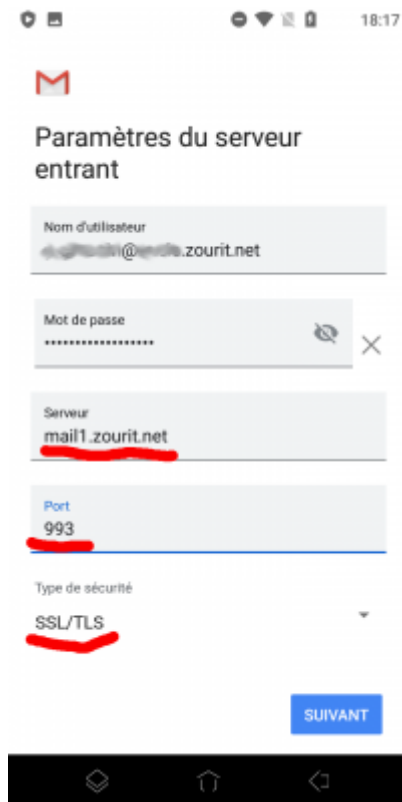 18:17
Paramètres du serveur
entrant
Nom d'utilisateur
.zourit.net
Mot de passe
Serveur
mail1.zourit.net
Port
993
Type de sécurité
SSL/TLS
SUIVANT